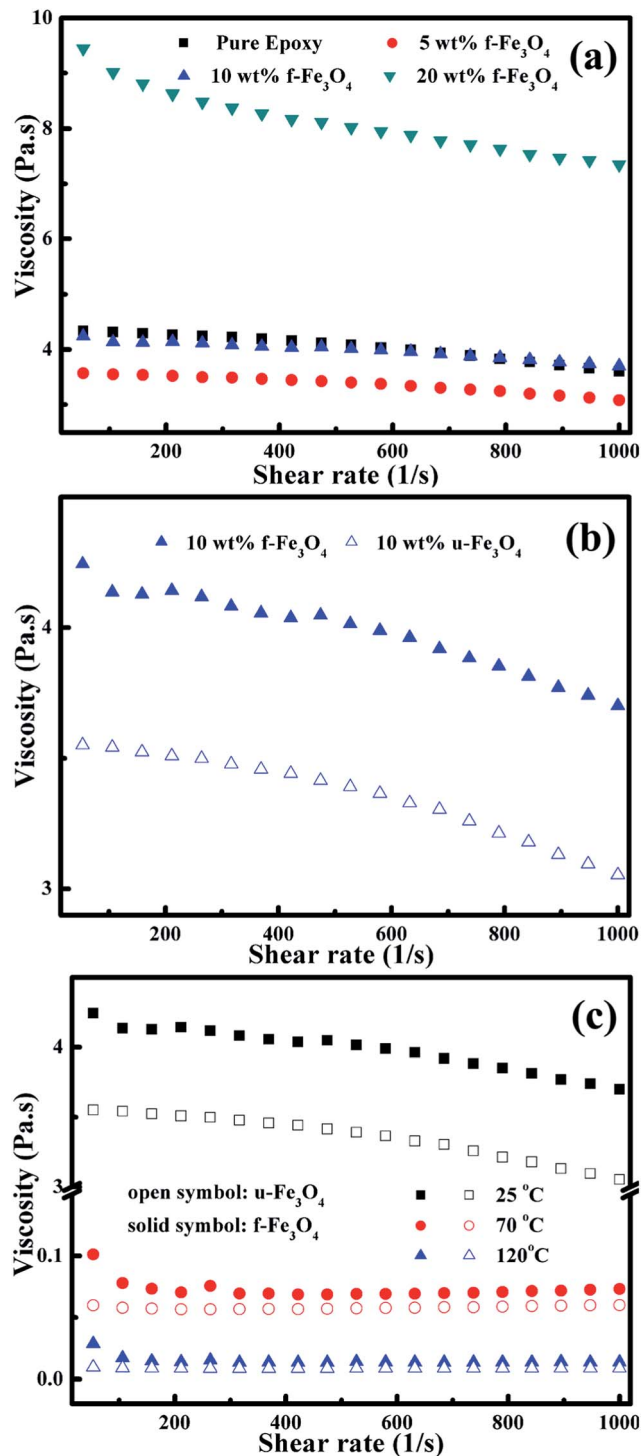 Pure Epoxy 5 wt% f-Fe₃O₄ (a)
10 wt% f-Fe₃O₄ 20 wt% f-Fe₃O₄
10
8
6
4
Viscosity (Pa.s)
200 400 600 800 1000
Shear rate (1/s)
10 wt% f-Fe₃O₄ 10 wt% u-Fe₃O₄ (b)
4
3
Viscosity (Pa.s)
200 400 600 800 1000
Shear rate (1/s)
(c)
4
3
0.1
0.0
Viscosity (Pa.s)
open symbol: u-Fe₃O₄ 25 °C
solid symbol: f-Fe₃O₄ 70 °C
120°C
200 400 600 800 1000
Shear rate (1/s)